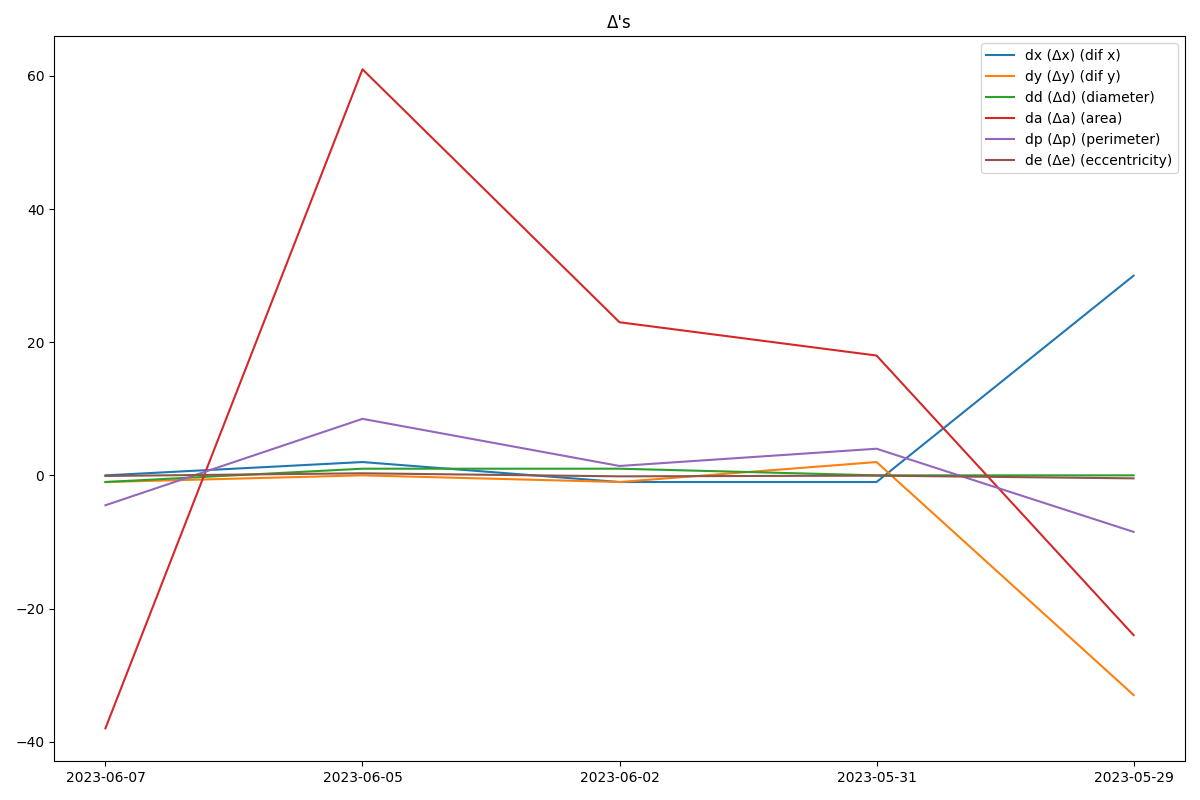 Δ's
dx (Δx) (dif x)
dy (Δy) (dif y)
dd (Δd) (diameter)
da (Δa) (area)
dp (Δp) (perimeter)
de (Δe) (eccentricity)
60
40
20
0
−20
−40
2023-06-07 2023-06-05 2023-06-02 2023-05-31 2023-05-29